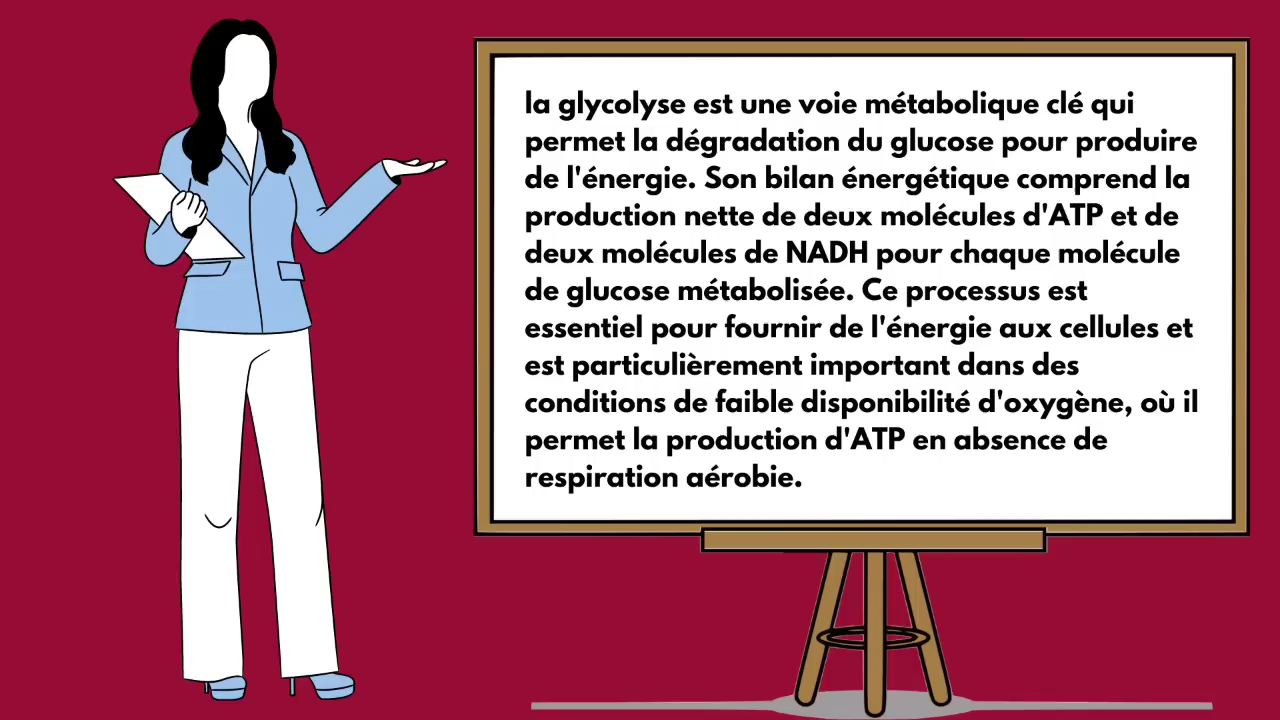 la glycolyse est une voie métabolique clé qui
permet la dégradation du glucose pour produire
de l'énergie. Son bilan énergétique comprend la
production nette de deux molécules d'ATP et de
deux molécules de NADH pour chaque molécule
de glucose métabolisée. Ce processus est
essentiel pour fournir de l'énergie aux cellules et
est particulièrement important dans des
conditions de faible disponibilité d'oxygène, où il
permet la production d'ATP en absence de
respiration aérobie.